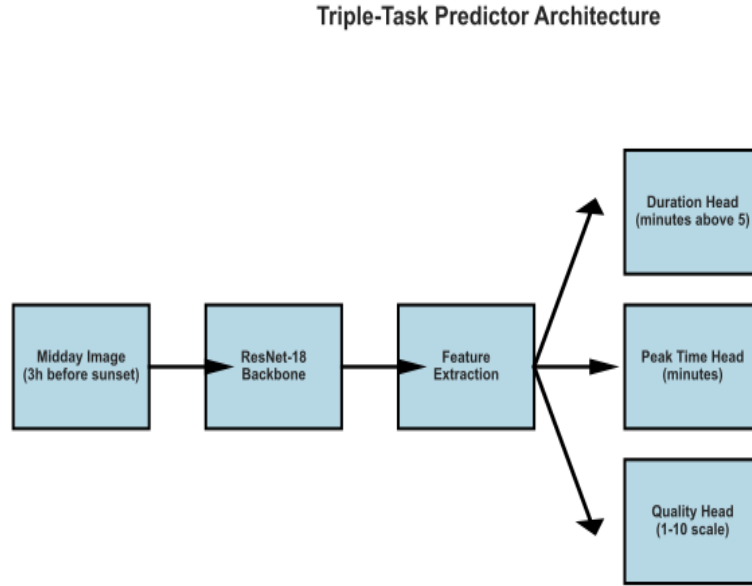 Triple-Task Predictor Architecture
Duration Head
(minutes above 5)
Midday Image
(3h before sunset)
ResNet-18
Backbone
Feature
Extraction
Peak Time Head
(minutes)
Quality Head
(1-10 scale)